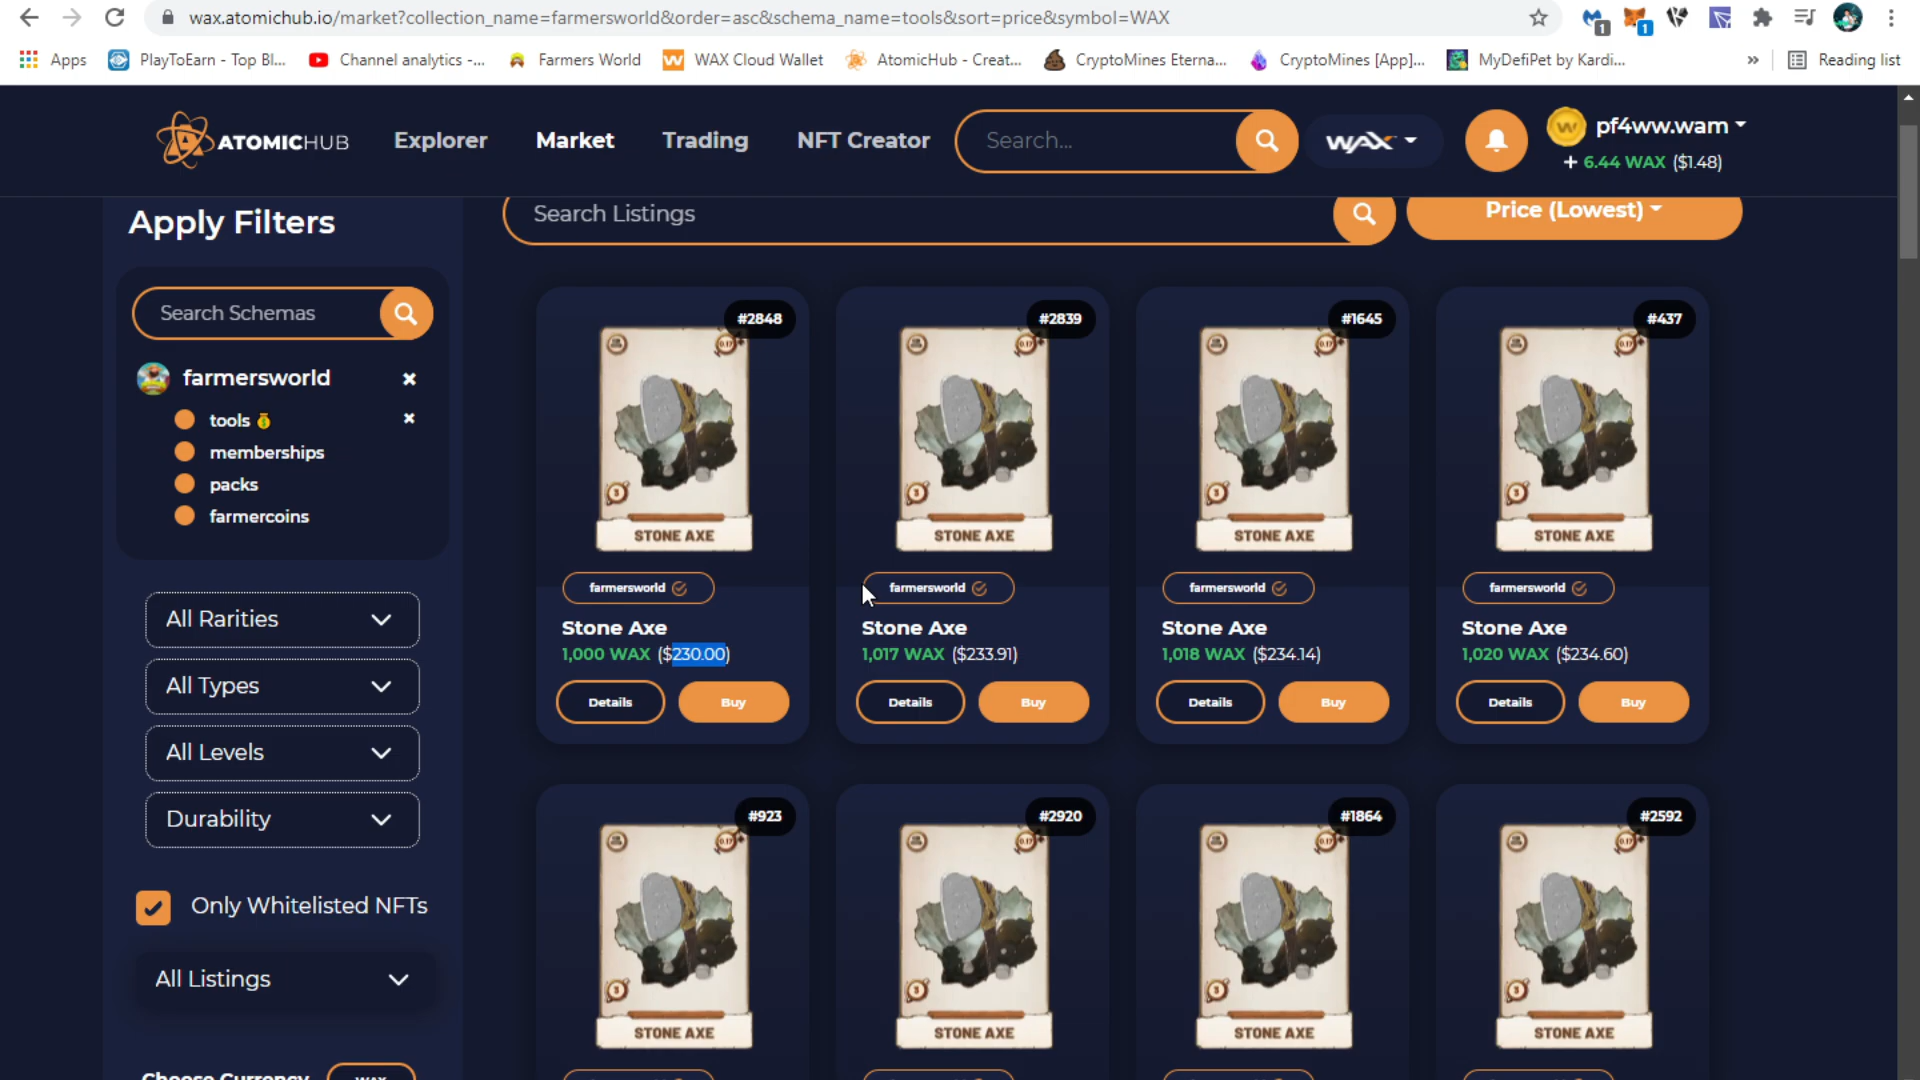 wax.atomichub.io/market?collection_name=farmersworld&order=asc&schema_name=tools&sort=price&symbol=WAX
1
1
Apps
PlayToEarn - Top Bl...
Channel analytics -...
Farmers World
WAX Cloud Wallet
AtomicHub - Creat...
CryptoMines Eterna...
CryptoMines [App]...
MyDefiPet by Kardi...
»
Reading list
ATOMICHUB
Explorer
Market
Trading
NFT Creator
Search...
WAX
pf4ww.wam
+ 6.44 WAX ($1.48)
Apply Filters
Search Schemas
farmersworld
tools
memberships
packs
farmercoins
All Rarities
All Types
All Levels
Durability
Only Whitelisted NFTs
All Listings
Choose Currency
WAX
Search Listings
Price (Lowest)
#2848
#2839
#1645
#437
STONE AXE
STONE AXE
STONE AXE
STONE AXE
farmersworld
farmersworld
farmersworld
farmersworld
Stone Axe
Stone Axe
Stone Axe
Stone Axe
1,000 WAX ($230.00)
1,017 WAX ($233.91)
1,018 WAX ($234.14)
1,020 WAX ($234.60)
Details
Buy
Details
Buy
Details
Buy
Details
Buy
#923
#2920
#1864
#2592
STONE AXE
STONE AXE
STONE AXE
STONE AXE